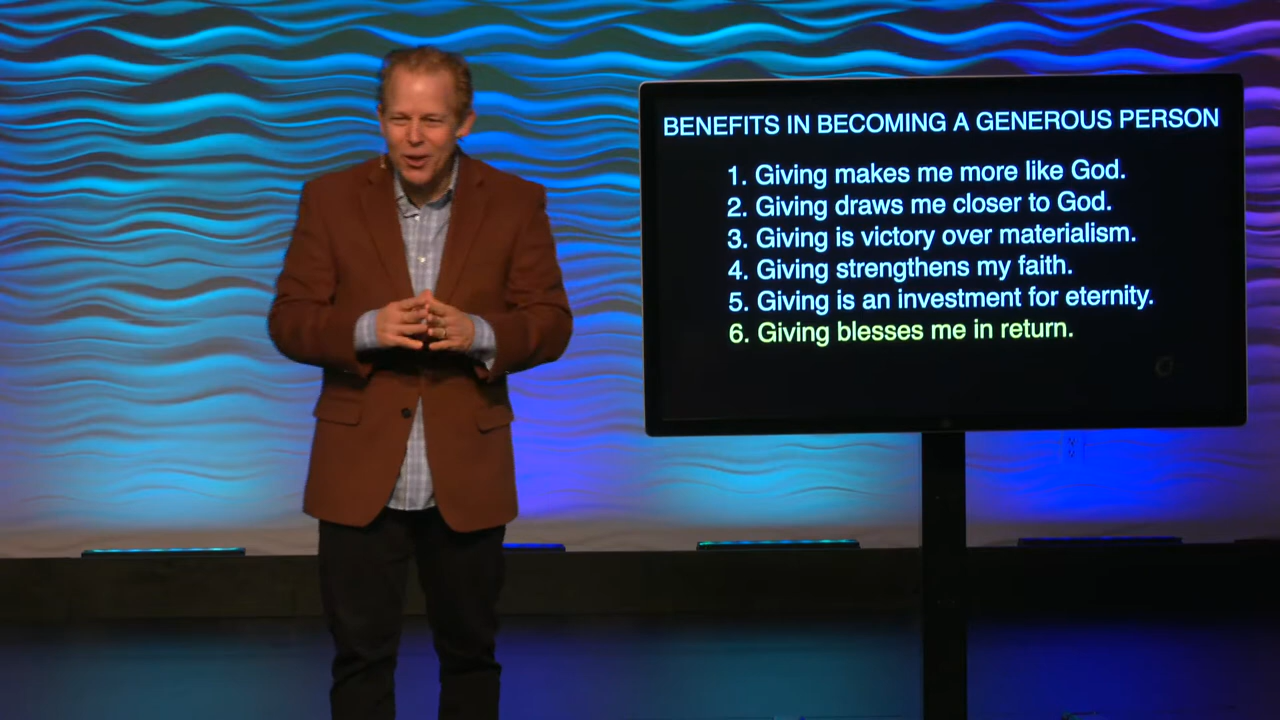 BENEFITS IN BECOMING A GENEROUS PERSON
1. Giving makes me more like God.
2. Giving draws me closer to God.
3. Giving is victory over materialism.
4. Giving strengthens my faith.
5. Giving is an investment for eternity.
6. Giving blesses me in return.